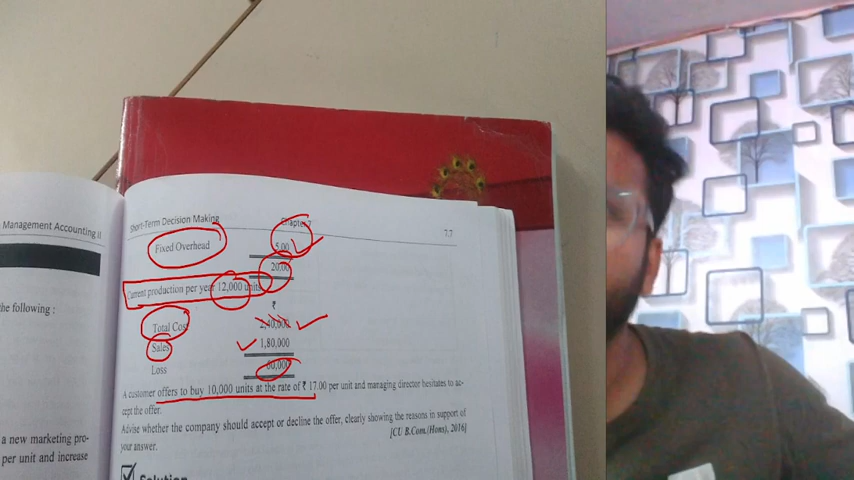 Management Accounting II
the following :
a new marketing pro-
per unit and increase
Short-Term Decision Making Chapter 7 7.7
Fixed Overhead 5.00
20.00
Current production per year 12,000 units
₹
Total Cost 2,40,000
Sales 1,80,000
Loss 60,000
A customer offers to buy 10,000 units at the rate of ₹ 17.00 per unit and managing director hesitates to ac-
cept the offer.
Advise whether the company should accept or decline the offer, clearly showing the reasons in support of
your answer. [CU B.Com.(Hons), 2016]
Solution